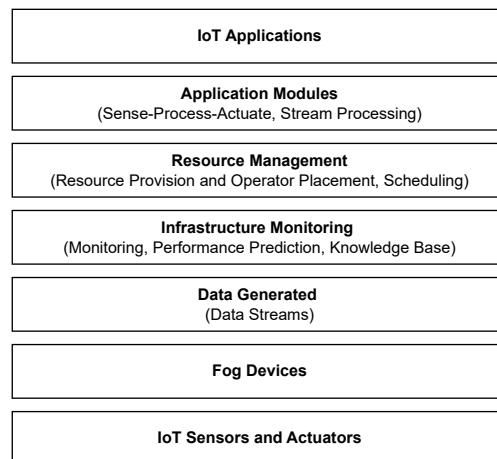 IoT Applications
Application Modules
(Sense-Process-Actuate, Stream Processing)
Resource Management
(Resource Provision and Operator Placement, Scheduling)
Infrastructure Monitoring
(Monitoring, Performance Prediction, Knowledge Base)
Data Generated
(Data Streams)
Fog Devices
IoT Sensors and Actuators